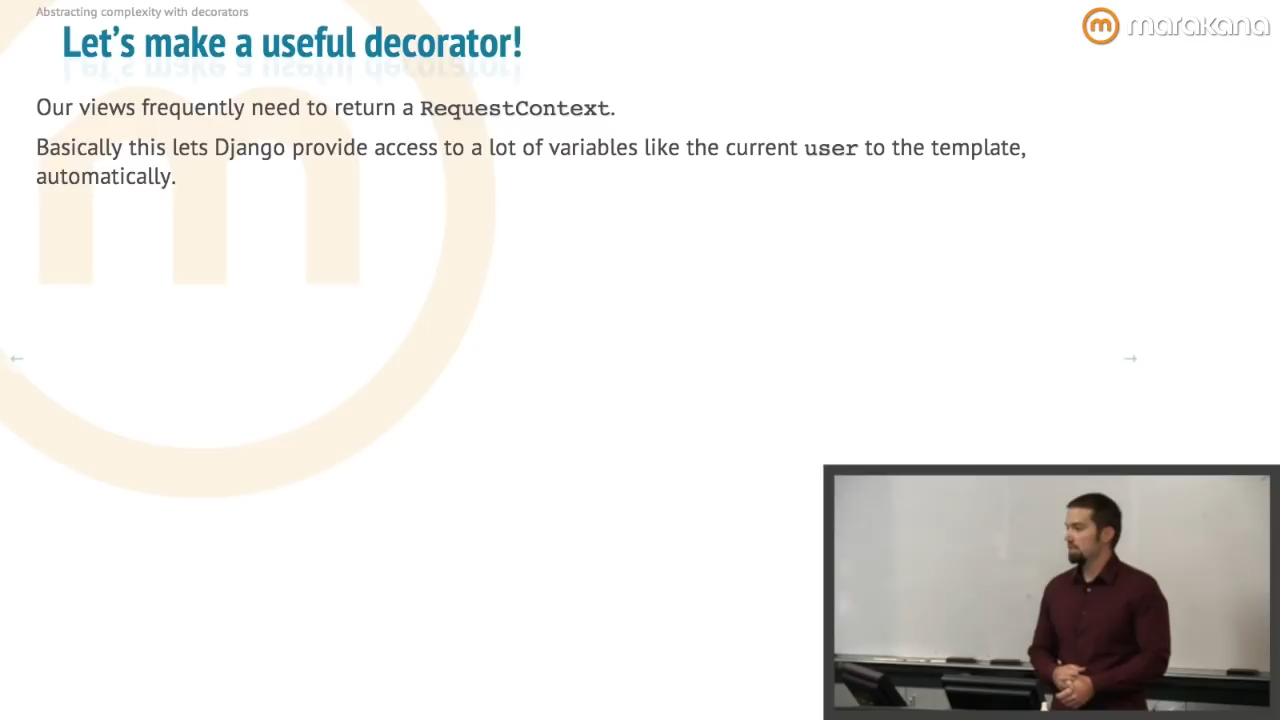 Abstracting complexity with decorators
marakana
Let's make a useful decorator!
Our views frequently need to return a RequestContext.
Basically this lets Django provide access to a lot of variables like the current user to the template,
automatically.